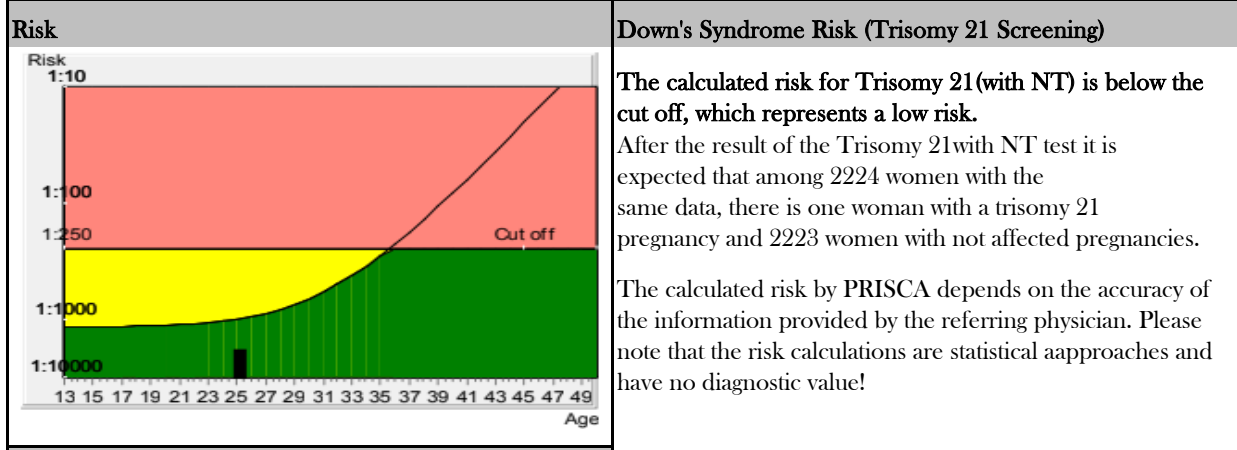 Risk
Down's Syndrome Risk (Trisomy 21 Screening)
Risk
1:10
1:100
1:250
Cut off
1:1000
1:10000
13 15 17 19 21 23 25 27 29 31 33 35 37 39 41 43 45 47 49
Age
The calculated risk for Trisomy 21(with NT) is below the
cut off, which represents a low risk.
After the result of the Trisomy 21with NT test it is
expected that among 2224 women with the
same data, there is one woman with a trisomy 21
pregnancy and 2223 women with not affected pregnancies.
The calculated risk by PRISCA depends on the accuracy of
the information provided by the referring physician. Please
note that the risk calculations are statistical aapproaches and
have no diagnostic value!